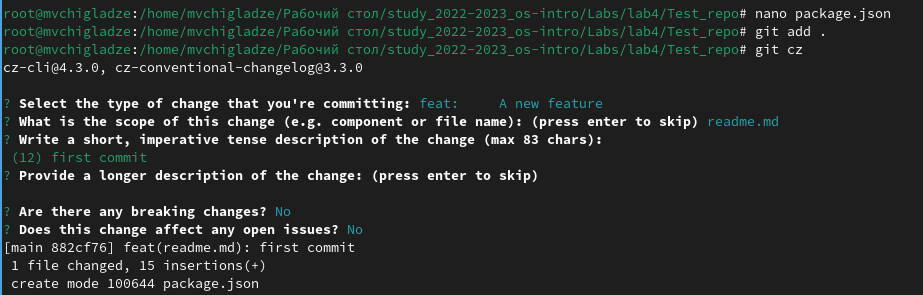 root@mvchigladze:/home/mvchigladze/Рабочий стол/study_2022-2023_os-intro/Labs/lab4/Test_repo# nano package.json
root@mvchigladze:/home/mvchigladze/Рабочий стол/study_2022-2023_os-intro/Labs/lab4/Test_repo# git add .
root@mvchigladze:/home/mvchigladze/Рабочий стол/study_2022-2023_os-intro/Labs/lab4/Test_repo# git cz
cz-cli@4.3.0, cz-conventional-changelog@3.3.0
? Select the type of change that you're committing: feat:     A new feature
? What is the scope of this change (e.g. component or file name): (press enter to skip) readme.md
? Write a short, imperative tense description of the change (max 83 chars):
 (12) first commit
? Provide a longer description of the change: (press enter to skip)
? Are there any breaking changes? No
? Does this change affect any open issues? No
[main 882cf76] feat(readme.md): first commit
 1 file changed, 15 insertions(+)
 create mode 100644 package.json